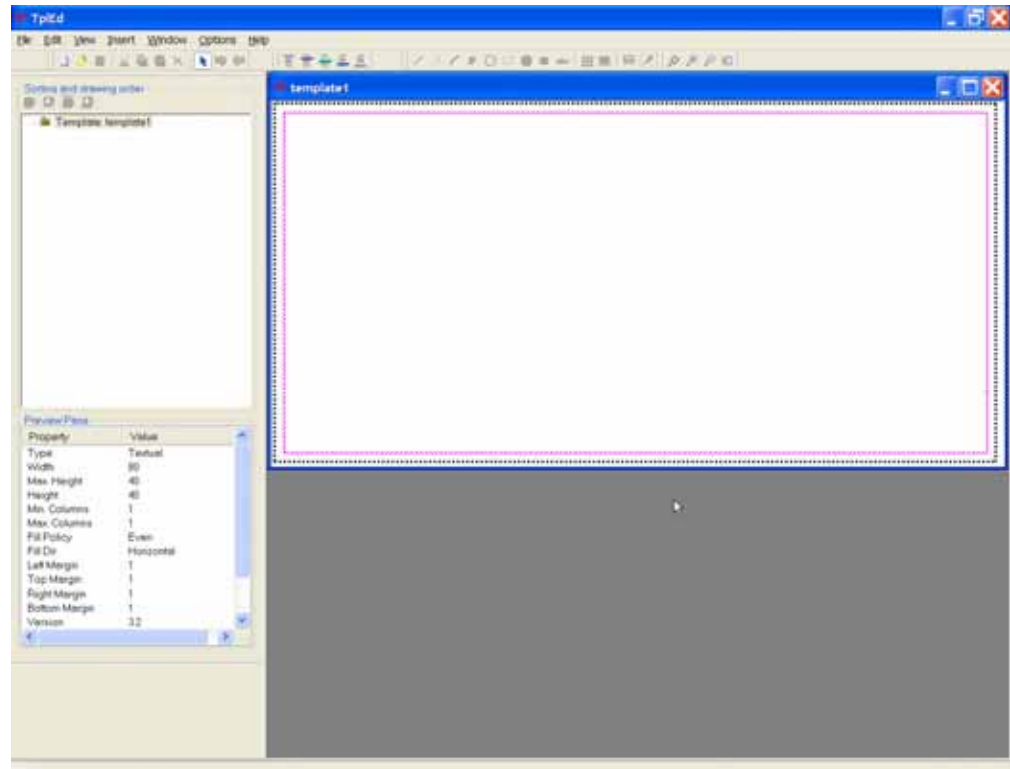 TplEd
File Edit View Insert Window Options Help
Sorting and drawing order
Template: template1
template1
Preview Pane
Property Value
Type Textual
Width 80
Max. Height 40
Height 40
Min. Columns 1
Max. Columns 1
Fill Policy Even
Fill Dir Horizontal
Left Margin 1
Top Margin 1
Right Margin 1
Bottom Margin 1
Version 3.2